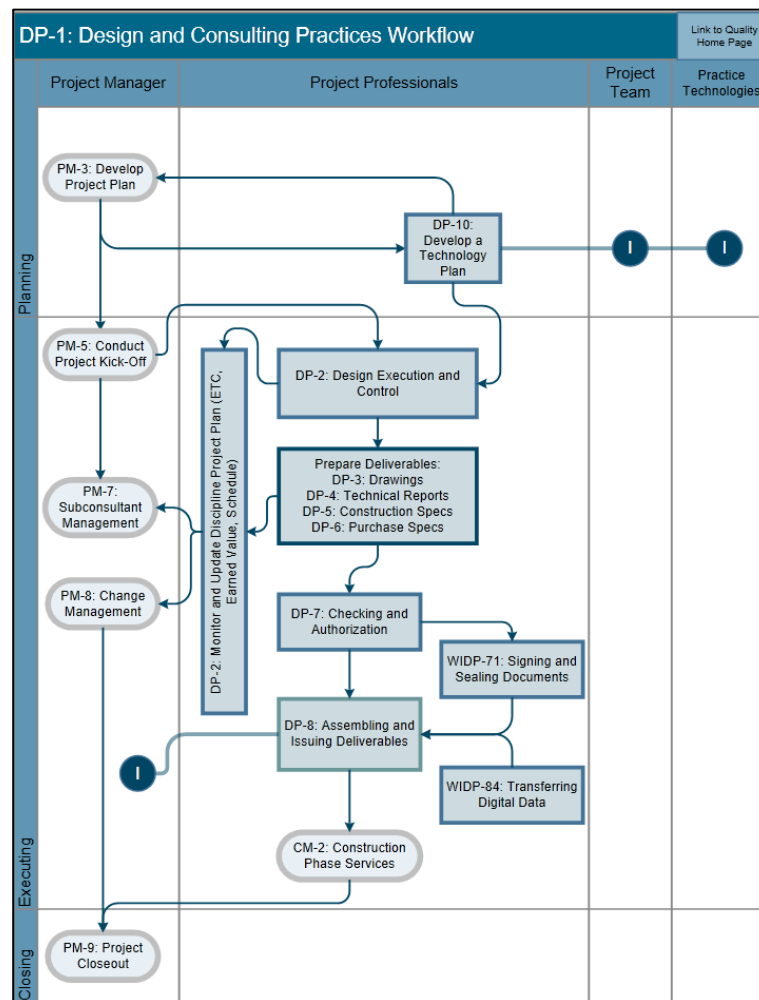 DP-1: Design and Consulting Practices Workflow
Link to Quality
Home Page
Project Manager
Project Professionals
Project
Team
Practice
Technologies
Planning
PM-3: Develop
Project Plan
DP-10:
Develop a
Technology
Plan
I
I
Executing
PM-5: Conduct
Project Kick-Off
DP-2: Monitor and Update Discipline Project Plan (ETC,
Earned Value, Schedule)
DP-2: Design Execution and
Control
Prepare Deliverables:
DP-3: Drawings
DP-4: Technical Reports
DP-5: Construction Specs
DP-6: Purchase Specs
PM-7:
Subconsultant
Management
PM-8: Change
Management
DP-7: Checking and
Authorization
WIDP-71: Signing and
Sealing Documents
DP-8: Assembling and
Issuing Deliverables
I
WIDP-84: Transferring
Digital Data
CM-2: Construction
Phase Services
Closing
PM-9: Project
Closeout